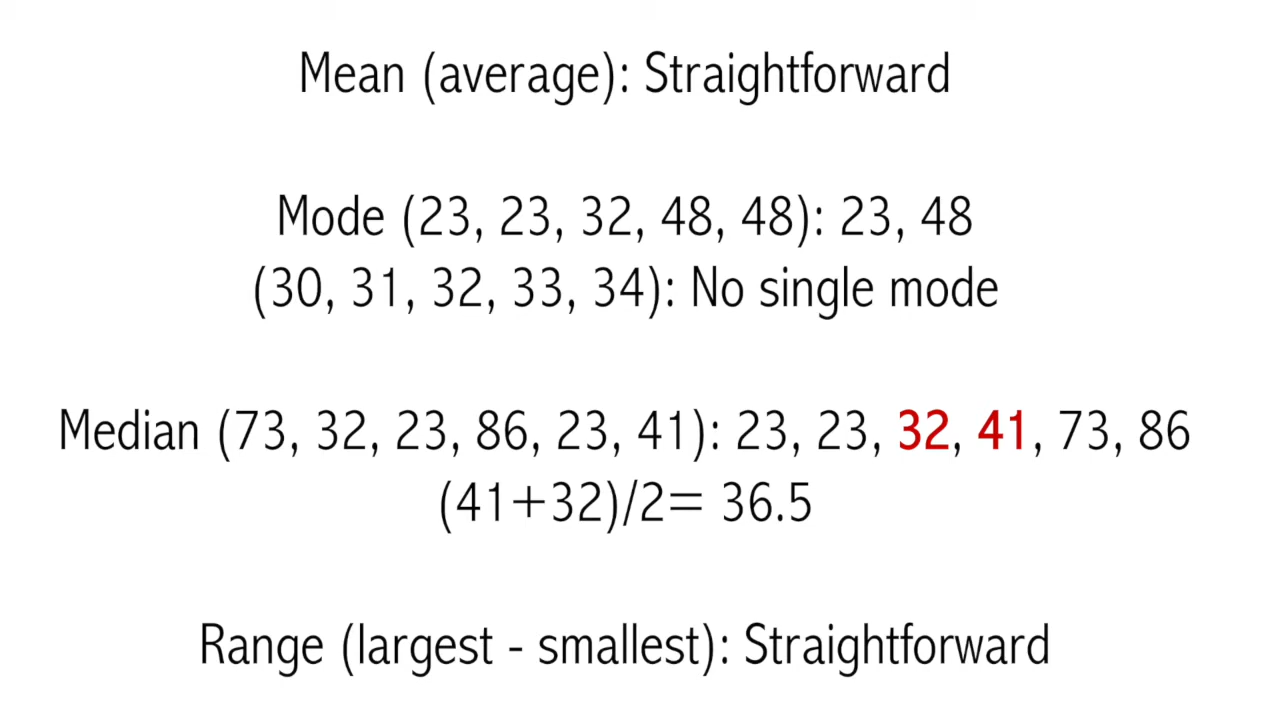 Mean (average): Straightforward
Mode (23, 23, 32, 48, 48): 23, 48
(30, 31, 32, 33, 34): No single mode
Median (73, 32, 23, 86, 23, 41): 23, 23, 32, 41, 73, 86
(41+32)/2= 36.5
Range (largest - smallest): Straightforward